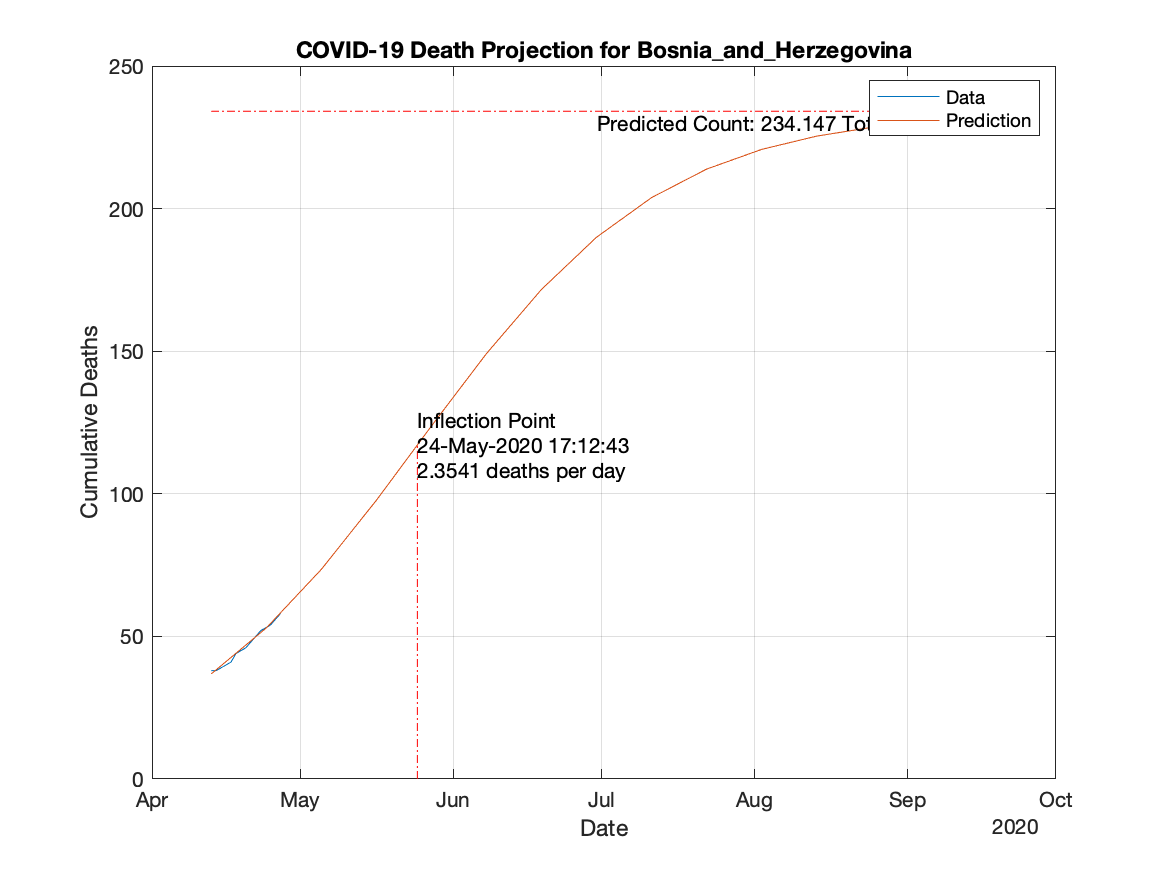 COVID-19 Death Projection for Bosnia_and_Herzegovina
250
200
150
100
50
0
Cumulative Deaths
Data
Prediction
Predicted Count: 234.147
Inflection Point
24-May-2020 17:12:43
2.3541 deaths per day
Apr
May
Jun
Jul
Aug
Sep
Oct
Date
2020